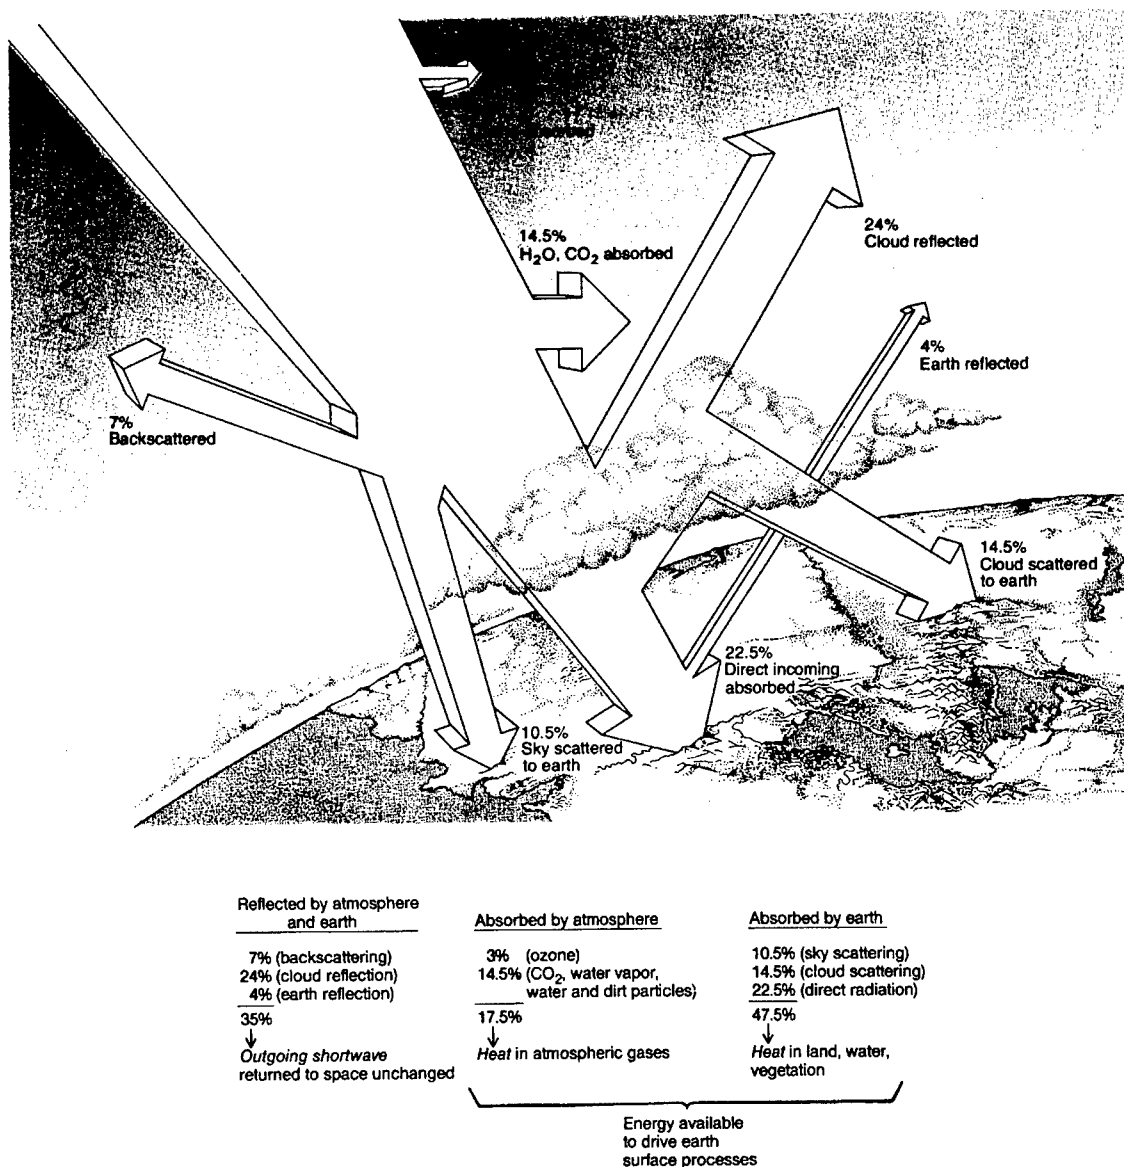 absorbed
14.5%
H₂O, CO₂ absorbed
24%
Cloud reflected
4%
Earth reflected
7%
Backscattered
14.5%
Cloud scattered
to earth
22.5%
Direct incoming
absorbed
10.5%
Sky scattered
to earth
Reflected by atmosphere
and earth
7% (backscattering)
24% (cloud reflection)
4% (earth reflection)
35%
↓
Outgoing shortwave
returned to space unchanged
Absorbed by atmosphere
3% (ozone)
14.5% (CO₂, water vapor,
water and dirt particles)
17.5%
↓
Heat in atmospheric gases
Absorbed by earth
10.5% (sky scattering)
14.5% (cloud scattering)
22.5% (direct radiation)
47.5%
↓
Heat in land, water,
vegetation
Energy available
to drive earth
surface processes